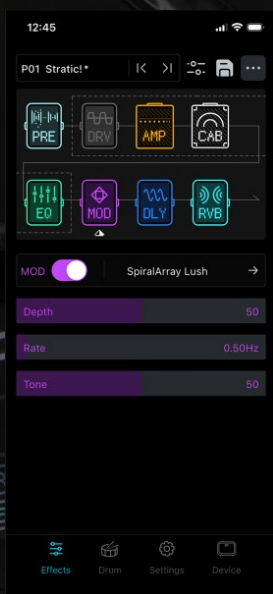 12:45
P01 Stratic!*
PRE DRV AMP CAB
EQ MOD DLY RVB
MOD SpiralArray Lush →
Depth 50
Rate 0.50Hz
Tone 50
Effects Drum Settings Device